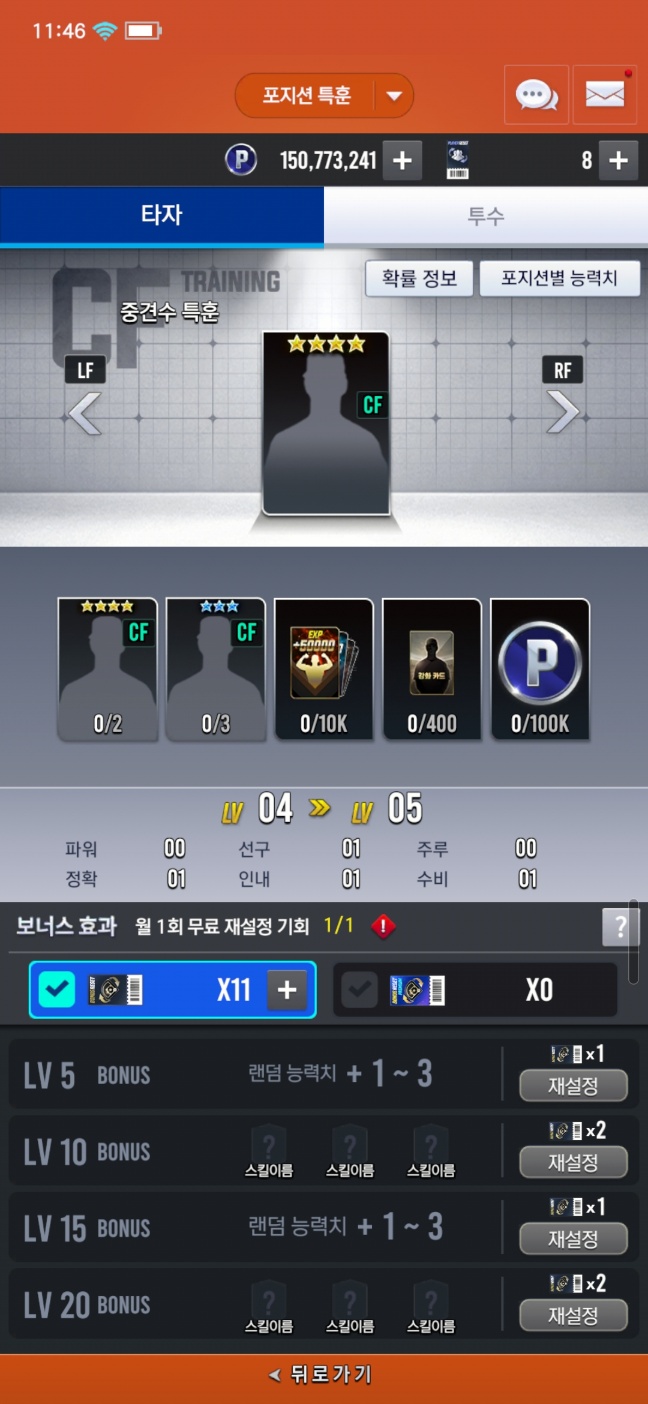 11:46
포지션 특훈
P 150,773,241 + 8 +
타자 투수
CF TRAINING
중견수 특훈
확률 정보 포지션별 능력치
LF RF
CF
CF CF EXP +50000 강화 카드 P
0/2 0/3 0/10K 0/400 0/100K
LV 04 LV 05
파워 00 선구 01 주루 00
정확 01 인내 01 수비 01
보너스 효과 월 1회 무료 재설정 기회 1/1 ! ?
X11 + X0
x1
LV 5 BONUS 랜덤 능력치 + 1 ~ 3 재설정
x2
LV 10 BONUS ? ? ? 재설정
스킬이름 스킬이름 스킬이름
x1
LV 15 BONUS 랜덤 능력치 + 1 ~ 3 재설정
x2
LV 20 BONUS ? ? ? 재설정
스킬이름 스킬이름 스킬이름
뒤로가기